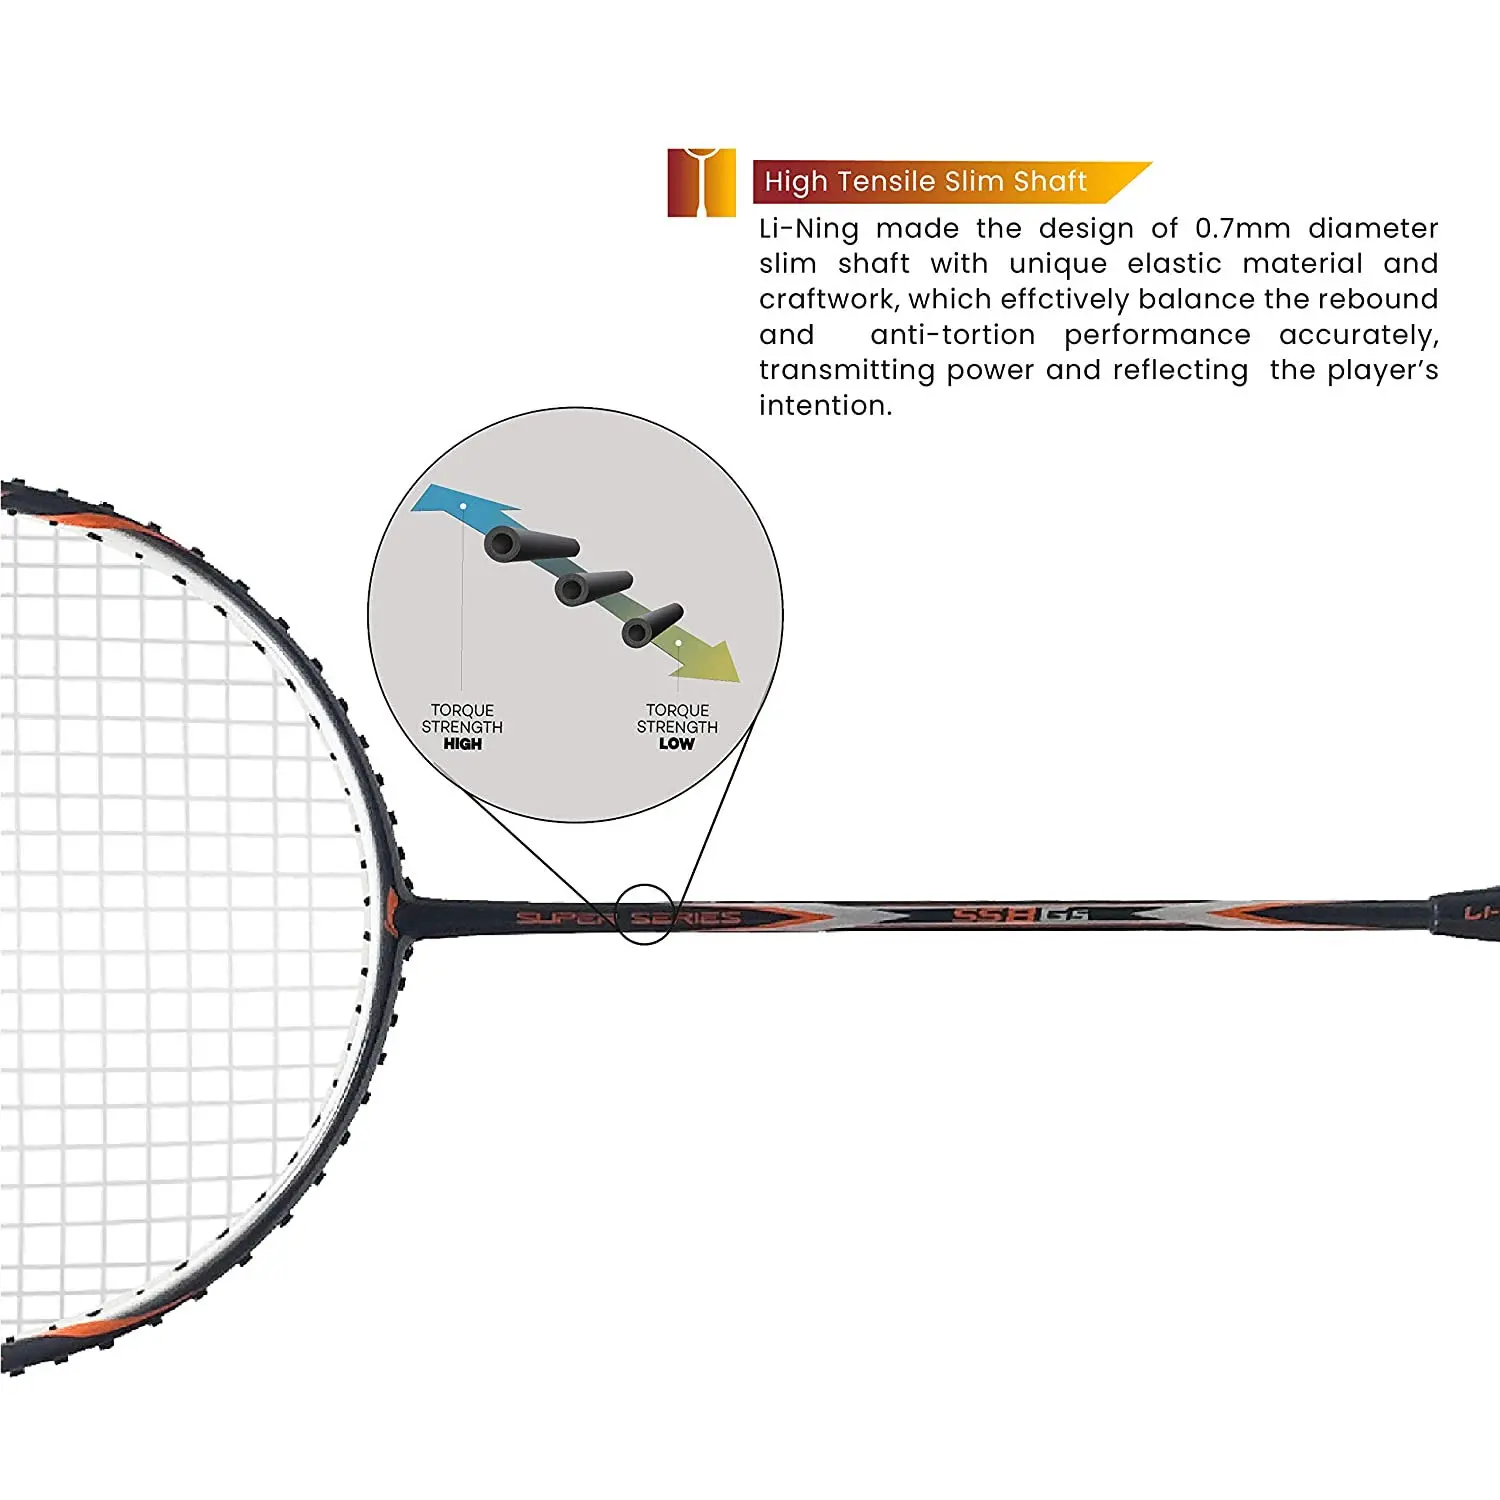 High Tensile Slim Shaft
Li-Ning made the design of 0.7mm diameter
slim shaft with unique elastic material and
craftwork, which effctively balance the rebound
and anti-tortion performance accurately,
transmitting power and reflecting the player's
intention.
TORQUE
STRENGTH
HIGH
TORQUE
STRENGTH
LOW
SUPER SERIES
SS8GG
LI-